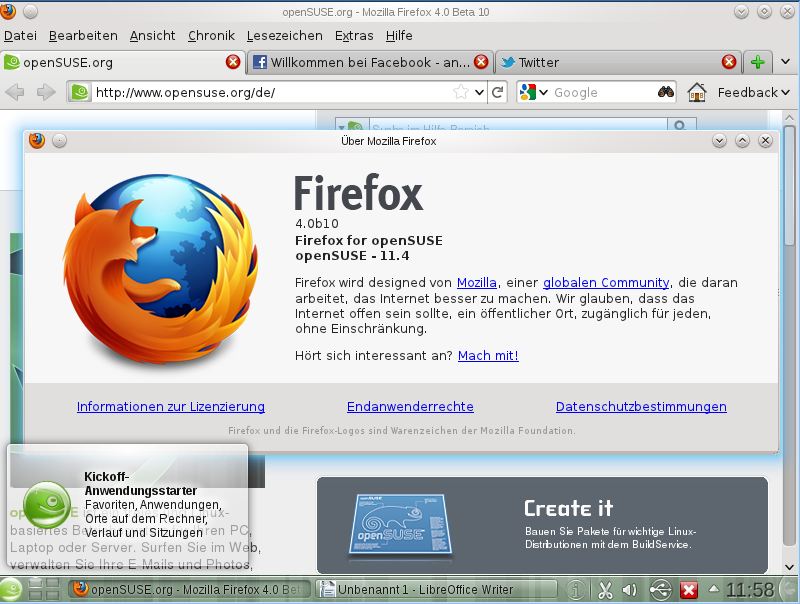 openSUSE.org - Mozilla Firefox 4.0 Beta 10
Datei Bearbeiten Ansicht Chronik Lesezeichen Extras Hilfe
openSUSE.org
Willkommen bei Facebook - an...
Twitter
http://www.opensuse.org/de/
Google
Feedback
Suche im Hilfe-Bereich
Über Mozilla Firefox
Firefox
4.0b10
Firefox for openSUSE
openSUSE - 11.4
Firefox wird designed von Mozilla, einer globalen Community, die daran
arbeitet, das Internet besser zu machen. Wir glauben, dass das
Internet offen sein sollte, ein öffentlicher Ort, zugänglich für jeden,
ohne Einschränkung.
Hört sich interessant an? Mach mit!
Informationen zur Lizenzierung
Endanwenderrechte
Datenschutzbestimmungen
Firefox und die Firefox-Logos sind Warenzeichen der Mozilla Foundation.
Kickoff-
Anwendungsstarter
Favoriten, Anwendungen,
Orte auf dem Rechner,
Verlauf und Sitzungen
PC,
Laptop oder Server. Surfen Sie im Web,
verwalten Sie Ihre E-Mails und Photos,
openSUSE
openSUSE
Create it
Bauen Sie Pakete für wichtige Linux-
Distributionen mit dem BuildService.
openSUSE.org - Mozilla Firefox 4.0 Bet
Unbenannt 1 - LibreOffice Writer
11:58